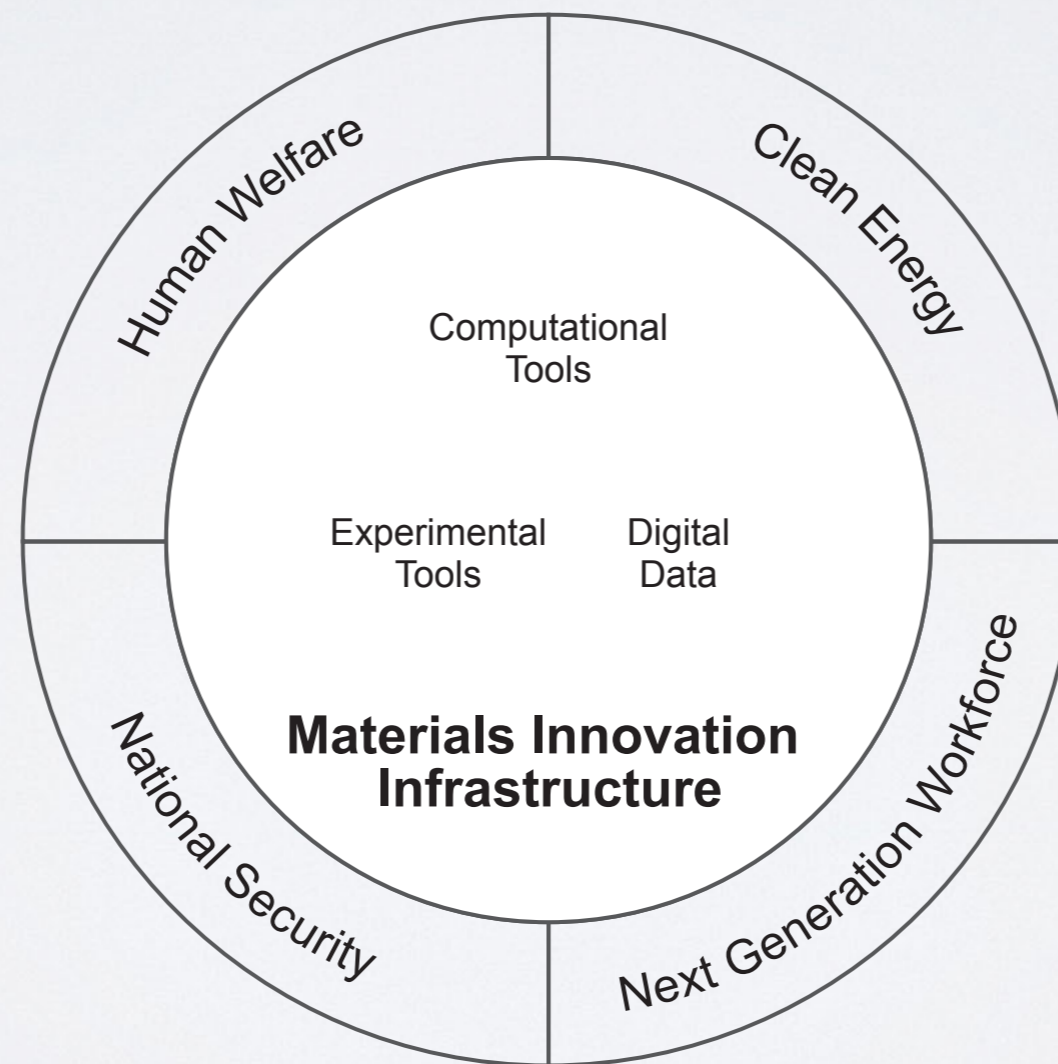 Human Welfare
Clean Energy
Computational
Tools
Experimental
Tools
Digital
Data
Materials Innovation
Infrastructure
National Security
Next Generation Workforce